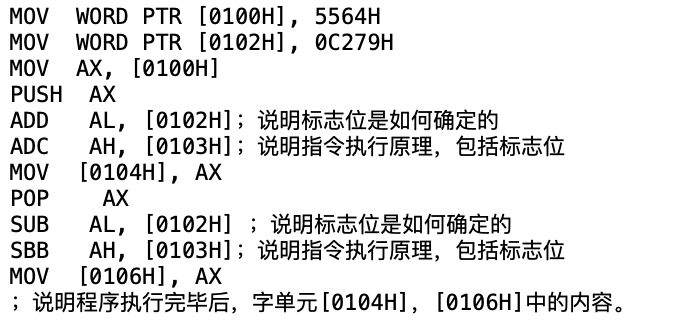 MOV  WORD PTR [0100H], 5564H
MOV  WORD PTR [0102H], 0C279H
MOV  AX, [0100H]
PUSH  AX
ADD   AL, [0102H]; 说明标志位是如何确定的
ADC   AH, [0103H]; 说明指令执行原理，包括标志位
MOV  [0104H], AX
POP    AX
SUB   AL, [0102H] ; 说明标志位是如何确定的
SBB   AH, [0103H]; 说明指令执行原理，包括标志位
MOV  [0106H], AX
; 说明程序执行完毕后，字单元[0104H]，[0106H]中的内容。